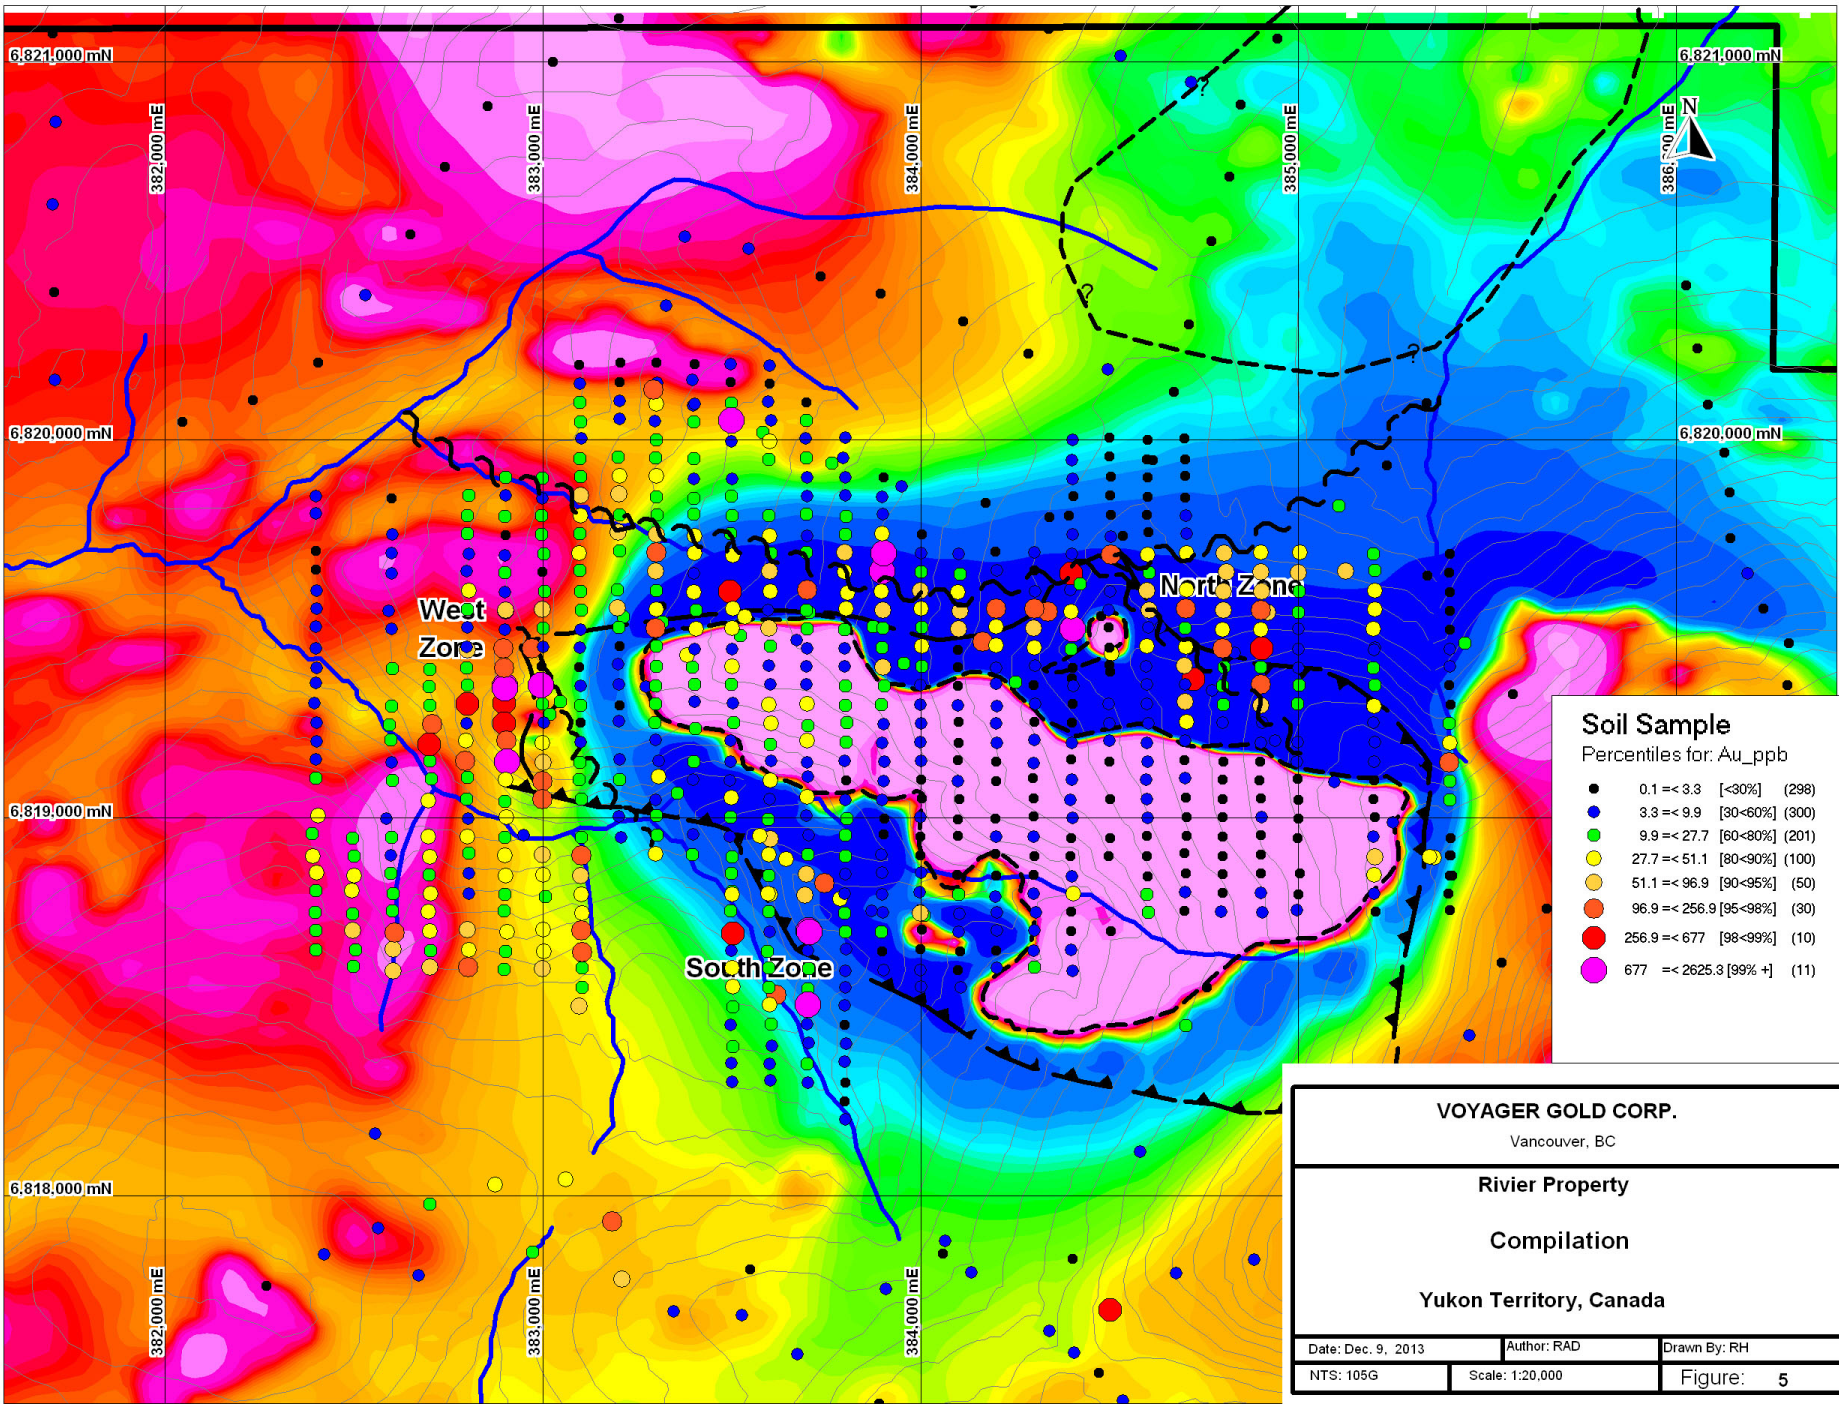 6,821,000 mN
6,821,000 mN
382,000 mE
383,000 mE
384,000 mE
385,000 mE
N
?
?
?
6,820,000 mN
6,820,000 mN
North Zone
West
Zone
Soil Sample
Percentiles for: Au_ppb
0.1 =< 3.3 [<30%] (298)
3.3 =< 9.9 [30<60%] (300)
9.9 =< 27.7 [60<80%] (201)
27.7 =< 51.1 [80<90%] (100)
51.1 =< 96.9 [90<95%] (50)
96.9 =< 256.9 [95<98%] (30)
256.9 =< 677 [98<99%] (10)
677 =< 2625.3 [99% +] (11)
6,819,000 mN
South Zone
6,818,000 mN
382,000 mE
383,000 mE
384,000 mE
VOYAGER GOLD CORP.
Vancouver, BC
Rivier Property
Compilation
Yukon Territory, Canada
Date: Dec. 9, 2013
Author: RAD
Drawn By: RH
NTS: 105G
Scale: 1:20,000
Figure: 5